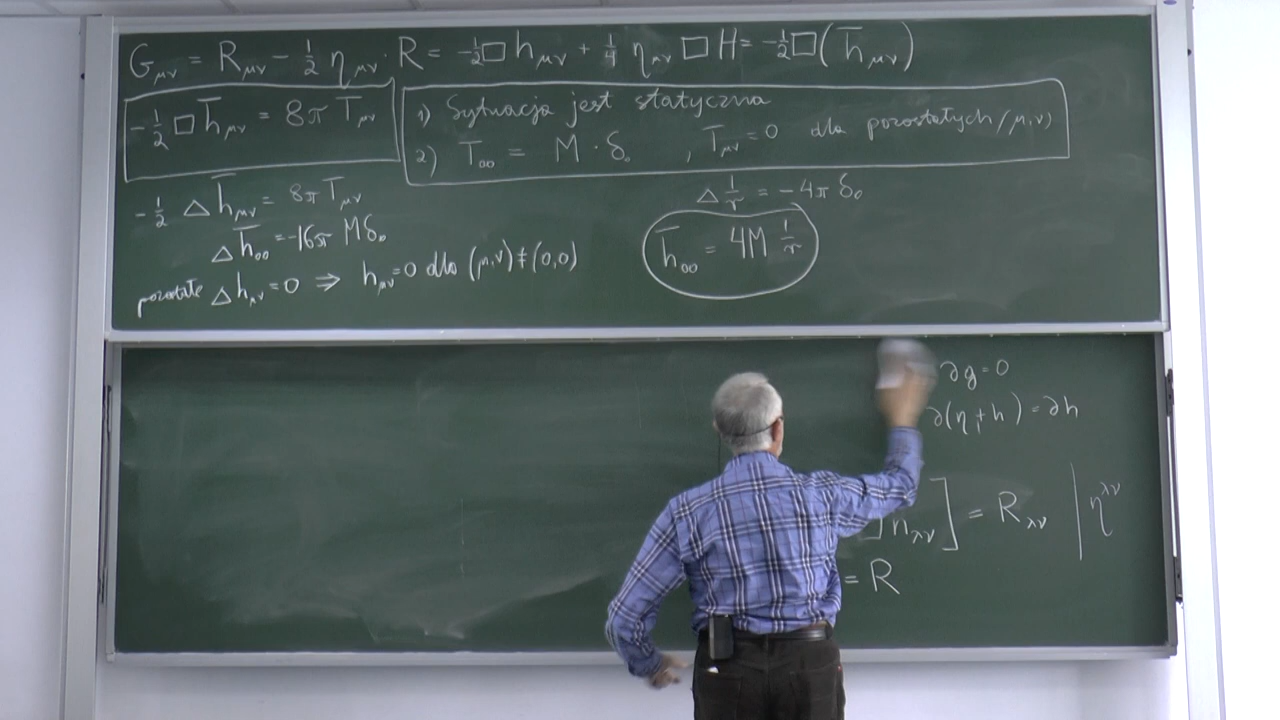 G_{μν} = R_{μν} - ½ η_{μν} · R = -½ □ h_{μν} + ¼ η_{μν} □ H = -½ □ (h̄_{μν})
-½ □ h̄_{μν} = 8π T_{μν}
1) Sytuacja jest statyczna
2) T_{00} = M · δ_0 , T_{μν} = 0 dla pozostałych (μ,ν)
-½ Δ h̄_{μν} = 8π T_{μν}
Δ h̄_{00} = -16π M δ_0
pozostałe Δ h_{μν} = 0 ⇒ h_{μν} = 0 dla (μ,ν) ≠ (0,0)
Δ 1/r = -4π δ_0
h̄_{00} = 4M 1/r
∂g = 0
∂(η + h) = ∂h
] h_{λν} ] = R_{λν} | η^{λν}
= R